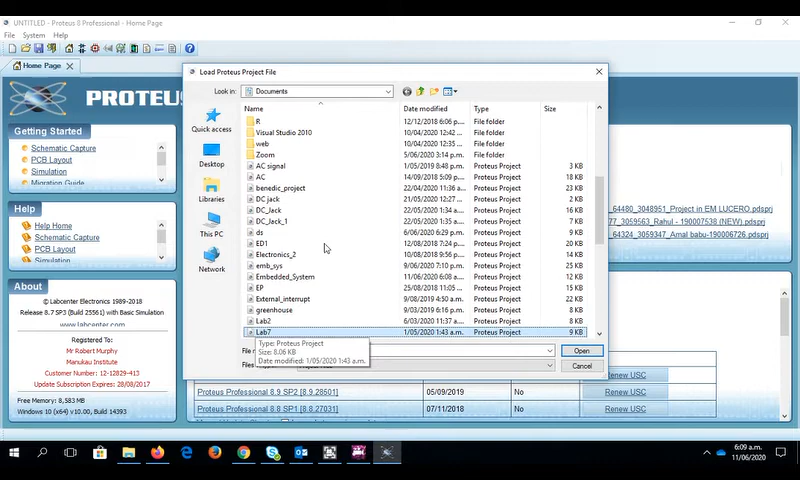 UNTITLED - Proteus 8 Professional - Home Page
File System Help
Home Page
PROTEUS
Getting Started
Schematic Capture
PCB Layout
Simulation
Migration Guide
Help
Help Home
Schematic Capture
PCB Layout
Simulation
About
© Labcenter Electronics 1989-2018
Release 8.7 SP3 (Build 25561) with Basic Simulation
www.labcenter.com
Registered To:
Mr Robert Murphy
Manukau Institute
Customer Number: 12-12829-413
Update Subscription Expires: 28/08/2017
Free Memory: 8,583 MB
Windows 10 (x64) v10.00, Build 14393
Load Proteus Project File
Look in: Documents
Quick access
Desktop
Libraries
This PC
Network
Name Date modified Type Size
R 12/12/2018 6:06 p.... File folder
Visual Studio 2010 10/04/2020 12:42 ... File folder
web 10/04/2020 12:42 ... File folder
Zoom 5/06/2020 3:14 p.m. File folder
AC signal 1/05/2019 8:48 p.m. Proteus Project 3 KB
AC 14/09/2018 5:09 p.... Proteus Project 18 KB
benedic_project 22/04/2020 11:36 a... Proteus Project 23 KB
DC jack 21/05/2020 12:27 ... Proteus Project 2 KB
DC_Jack 22/05/2020 1:34 a... Proteus Project 16 KB
DC_Jack_1 22/05/2020 1:35 a... Proteus Project 7 KB
ds 6/06/2020 6:29 p.m. Proteus Project 9 KB
ED1 12/08/2018 7:24 p.... Proteus Project 20 KB
Electronics_2 10/08/2018 9:56 p.... Proteus Project 14 KB
emb_sys 9/06/2020 7:10 p.m. Proteus Project 25 KB
Embedded_System 11/06/2020 6:08 a... Proteus Project 12 KB
EP 25/08/2018 11:05 ... Proteus Project 15 KB
External_interrupt 9/08/2019 4:50 a.m. Proteus Project 22 KB
greenhouse 9/03/2019 6:16 p.m. Proteus Project 8 KB
Lab2 6/03/2020 11:37 a... Proteus Project 8 KB
Lab7 1/05/2020 1:43 a.m. Proteus Project 9 KB
Type: Proteus Project
Size: 8.06 KB
Date modified: 1/05/2020 1:43 a.m.
Open
Cancel
_64480_3048951_Project in EM LUCERO.pdsprj
_77_3059563_Rahul - 190007538 (NEW).pdsprj
_64324_3059347_Amal babu-190006726.pdsprj
Renew USC
Proteus Professional 8.9 SP2 [8.9.28501] 05/09/2019 No Renew USC
Proteus Professional 8.8 SP1 [8.8.27031] 07/11/2018 No Renew USC
6:09 a.m.
11/06/2020